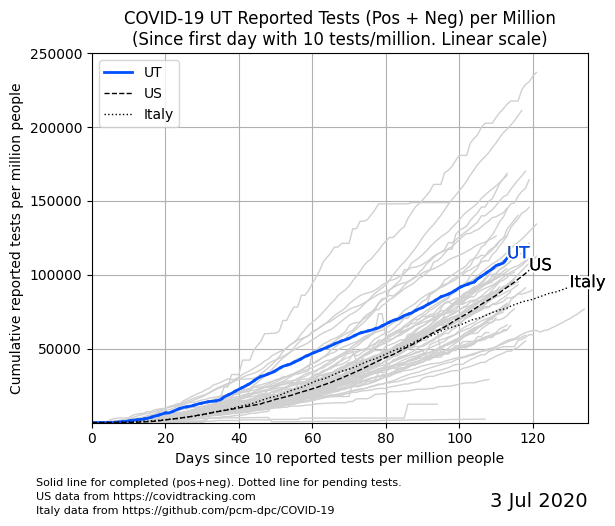 COVID-19 UT Reported Tests (Pos + Neg) per Million
(Since first day with 10 tests/million. Linear scale)
UT
US
Italy
250000
200000
150000
100000
50000
Cumulative reported tests per million people
UT
US
Italy
0 20 40 60 80 100 120
Days since 10 reported tests per million people
Solid line for completed (pos+neg). Dotted line for pending tests.
US data from https://covidtracking.com
Italy data from https://github.com/pcm-dpc/COVID-19
3 Jul 2020